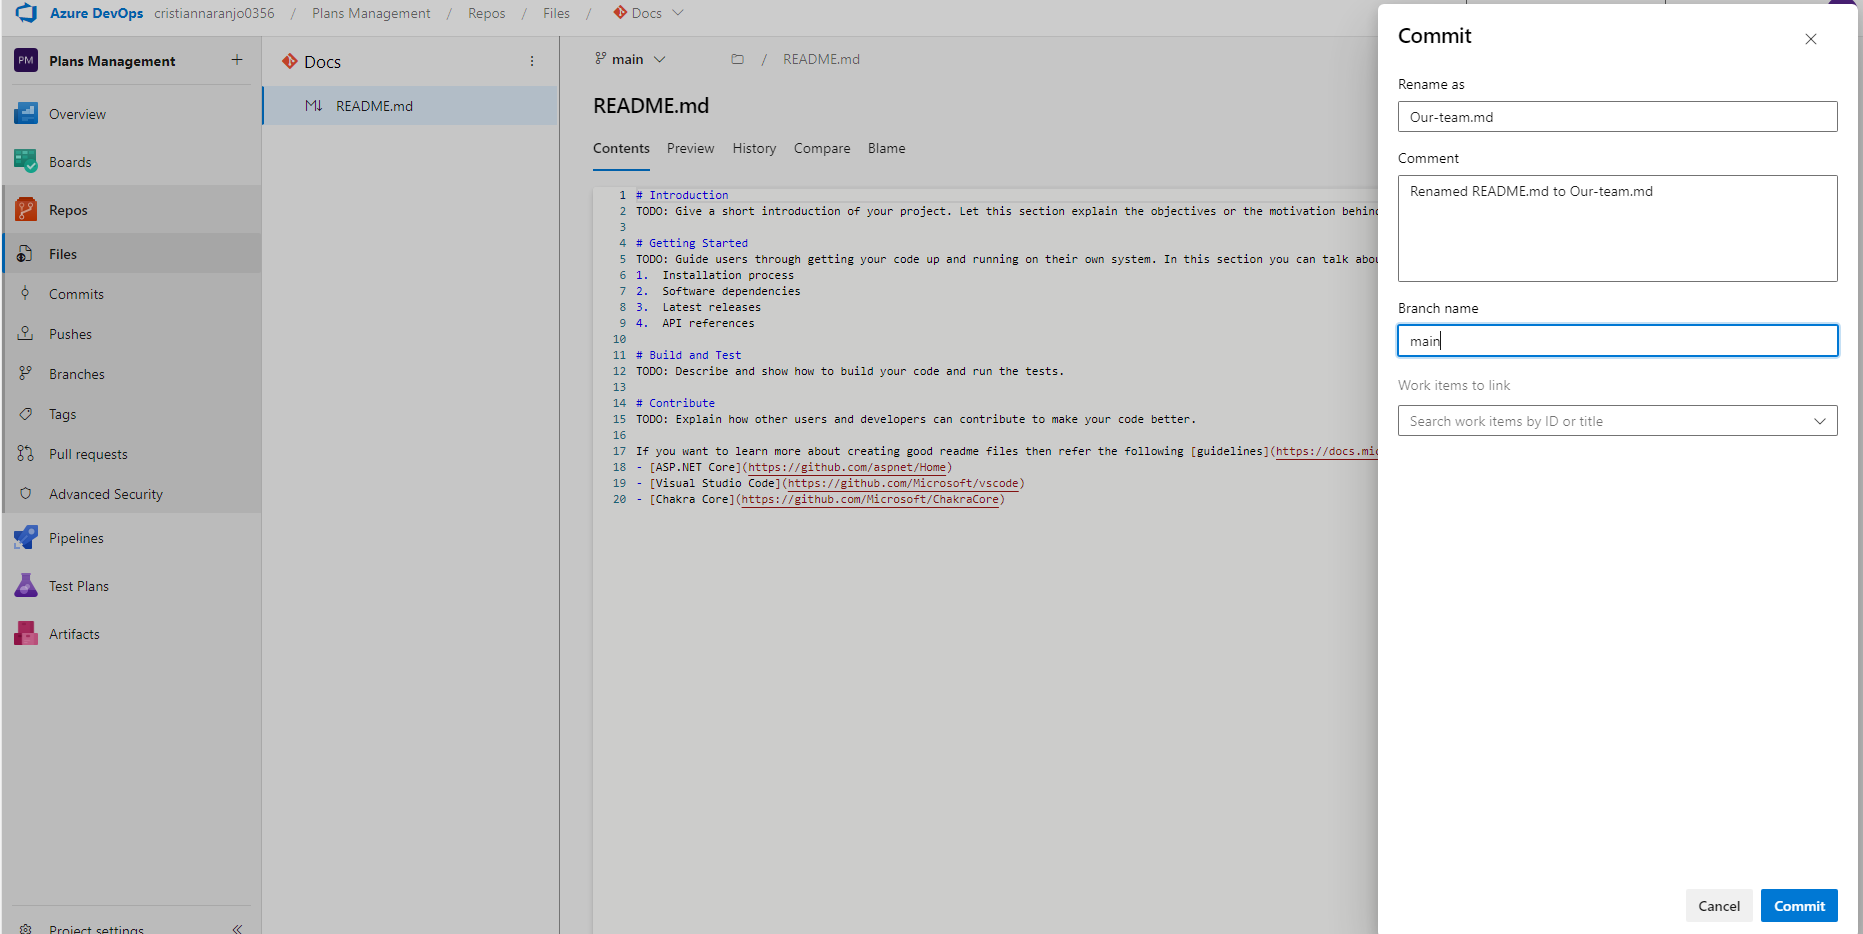 Azure DevOps cristiannaranjo0356 / Plans Management / Repos / Files / Docs
PM Plans Management +
Overview
Boards
Repos
Files
Commits
Pushes
Branches
Tags
Pull requests
Advanced Security
Pipelines
Test Plans
Artifacts
Project settings
Docs
M↓ README.md
main / README.md
README.md
Contents Preview History Compare Blame
1 # Introduction
2 TODO: Give a short introduction of your project. Let this section explain the objectives or the motivation behind
3
4 # Getting Started
5 TODO: Guide users through getting your code up and running on their own system. In this section you can talk abou
6 1. Installation process
7 2. Software dependencies
8 3. Latest releases
9 4. API references
10
11 # Build and Test
12 TODO: Describe and show how to build your code and run the tests.
13
14 # Contribute
15 TODO: Explain how other users and developers can contribute to make your code better.
16
17 If you want to learn more about creating good readme files then refer the following [guidelines](https://docs.mic
18 - [ASP.NET Core](https://github.com/aspnet/Home)
19 - [Visual Studio Code](https://github.com/Microsoft/vscode)
20 - [Chakra Core](https://github.com/Microsoft/ChakraCore)
Commit
Rename as
Our-team.md
Comment
Renamed README.md to Our-team.md
Branch name
main
Work items to link
Search work items by ID or title
Cancel Commit